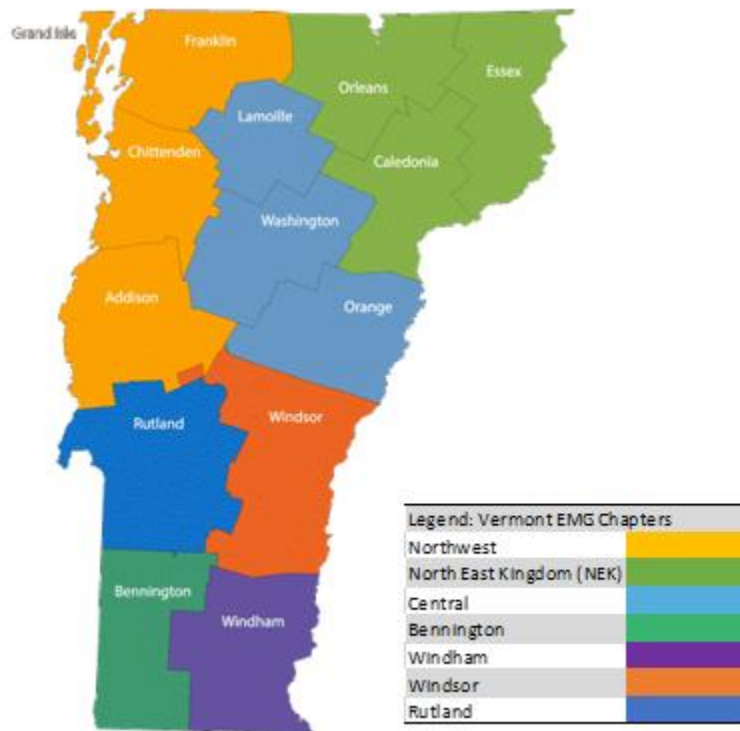 Grand Isle
Franklin
Orleans
Essex
Lamoille
Chittenden
Caledonia
Washington
Addison
Orange
Rutland
Windsor
Bennington
Windham
Legend: Vermont EMG Chapters
Northwest
North East Kingdom (NEK)
Central
Bennington
Windham
Windsor
Rutland